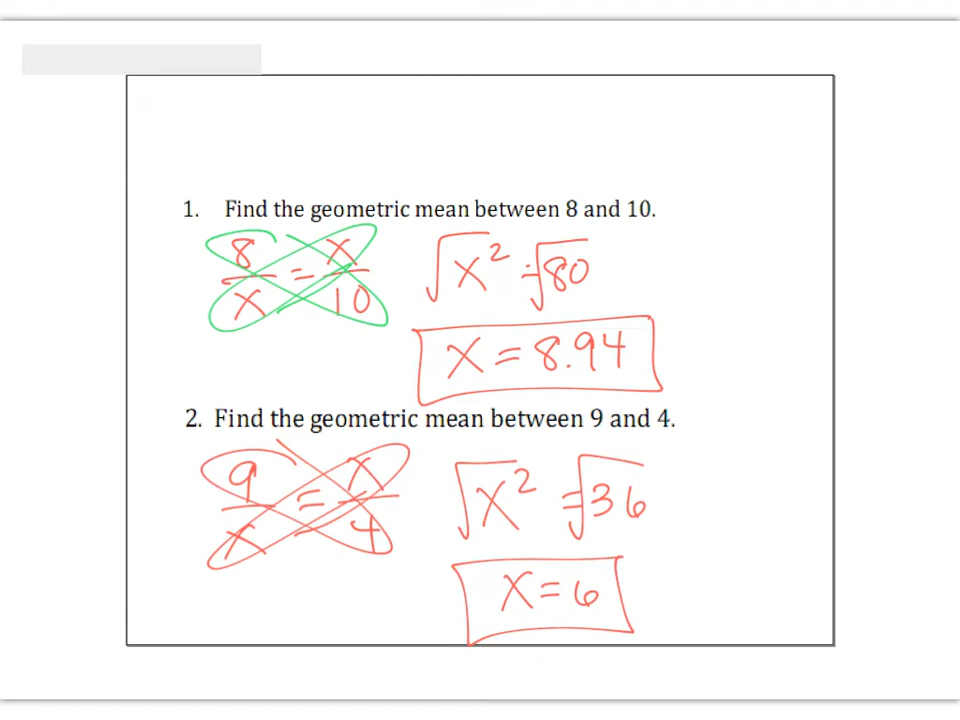 1. Find the geometric mean between 8 and 10.
8/x = x/10
√x² = √80
x = 8.94
2. Find the geometric mean between 9 and 4.
9/x = x/4
√x² = √36
x = 6